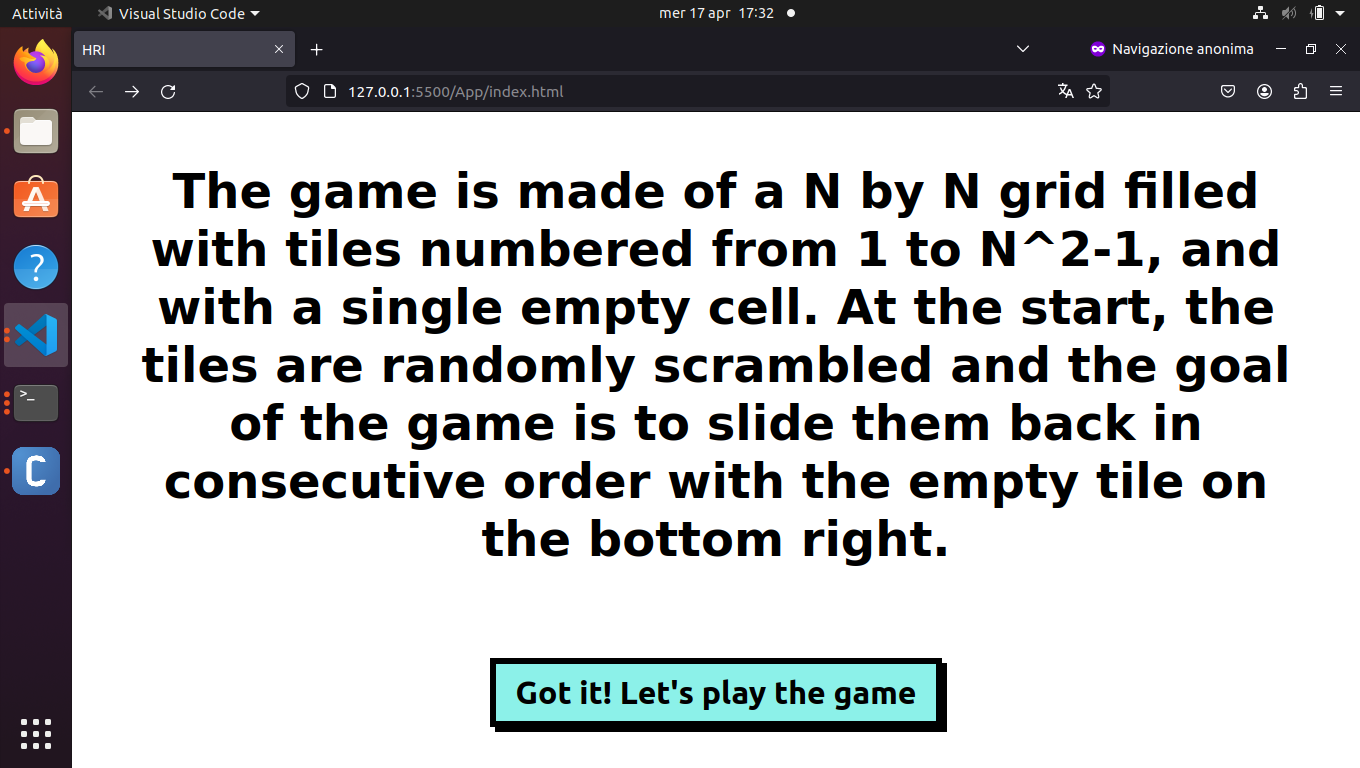 Attività
Visual Studio Code
mer 17 apr 17:32
HRI
Navigazione anonima
127.0.0.1:5500/App/index.html
The game is made of a N by N grid filled
with tiles numbered from 1 to N^2-1, and
with a single empty cell. At the start, the
tiles are randomly scrambled and the goal
of the game is to slide them back in
consecutive order with the empty tile on
the bottom right.
Got it! Let's play the game